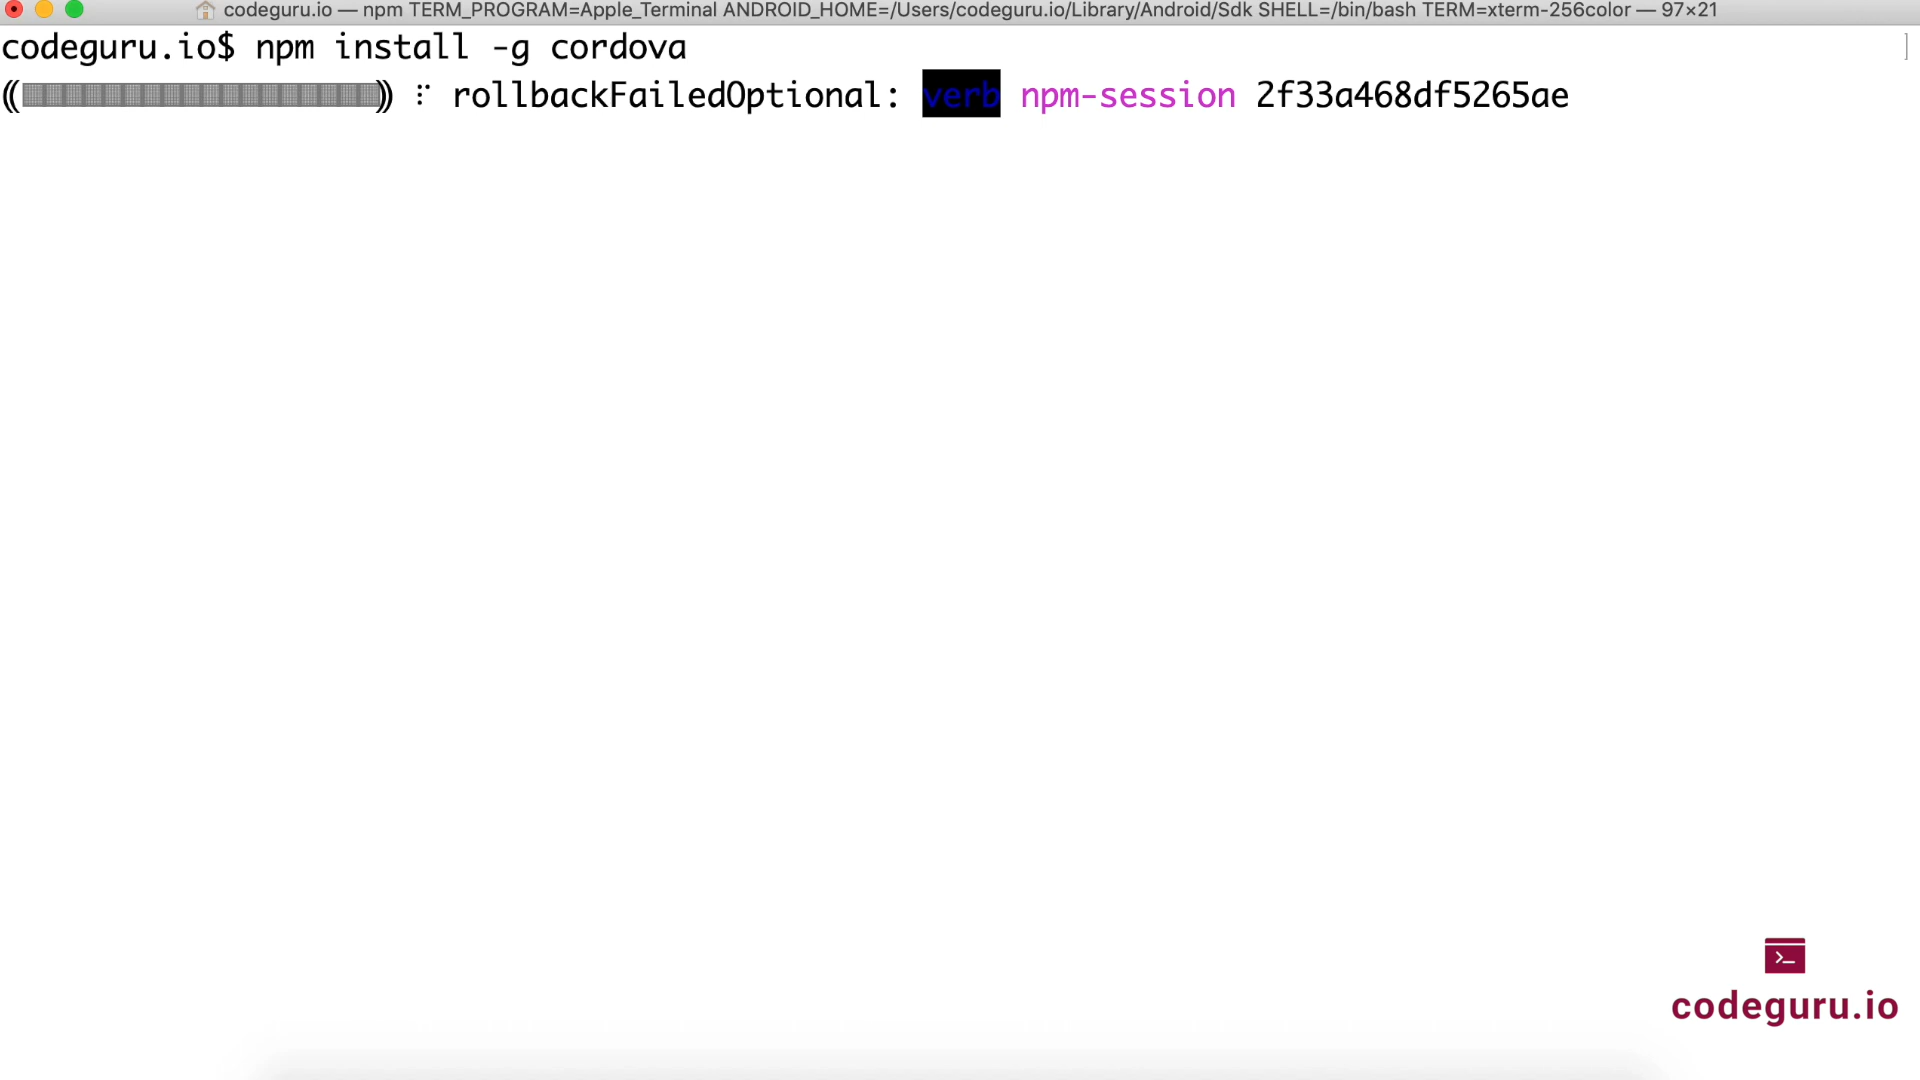 codeguru.io — npm TERM_PROGRAM=Apple_Terminal ANDROID_HOME=/Users/codeguru.io/Library/Android/Sdk SHELL=/bin/bash TERM=xterm-256color — 97×21
codeguru.io$ npm install -g cordova
rollbackFailedOptional: verb npm-session 2f33a468df5265ae
>_
codeguru.io